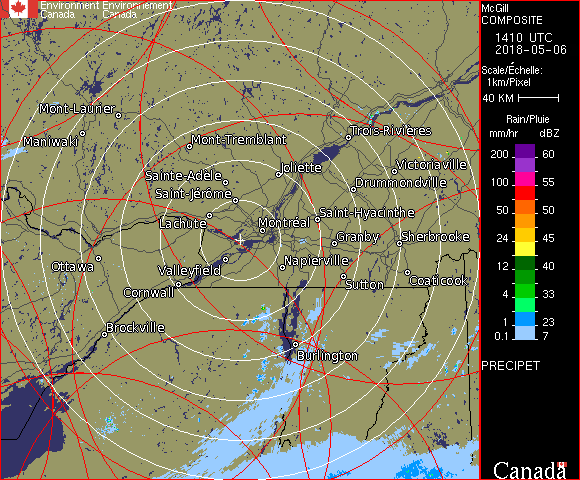 Environment Environnement
Canada Canada
McGill
COMPOSITE
1410 UTC
2018-05-06
Scale/Échelle:
1km/Pixel
40 KM
Rain/Pluie
mm/hr dBZ
200 60
150 57
100 55
50 50
24 45
12 40
4 33
1 23
0.1 7
PRECIPET
Canada
Mont-Laurier
Maniwaki
Mont-Tremblant
Trois-Rivières
Sainte-Adèle
Joliette
Victoriaville
Saint-Jérôme
Drummondville
Lachute
Montréal
Saint-Hyacinthe
Granby
Sherbrooke
Ottawa
Valleyfield
Napierville
Cornwall
Sutton
Coaticook
Brockville
Burlington